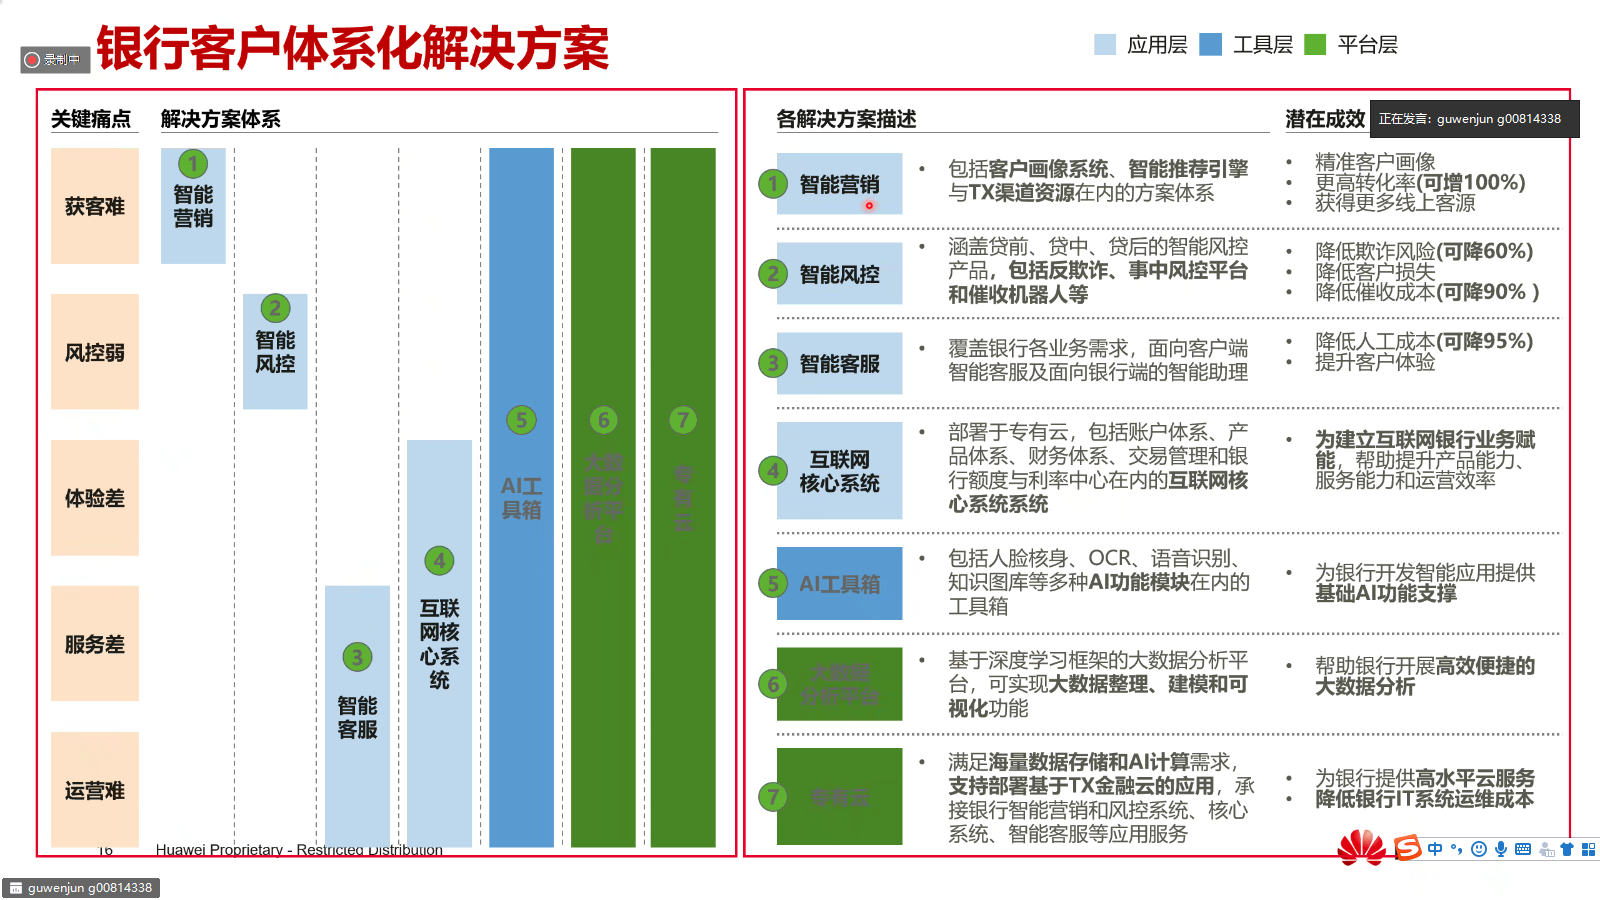 银行客户体系化解决方案
录制中
应用层 工具层 平台层
关键痛点 解决方案体系
获客难
风控弱
体验差
服务差
运营难
1
智能
营销
2
智能
风控
3
智能
客服
4
互联
网核
心系
统
5
AI工
具箱
6
大数
据分
析平
台
7
专有云
各解决方案描述 潜在成效
正在发言: guwenjun g00814338
1 智能营销
• 包括客户画像系统、智能推荐引擎
与TX渠道资源在内的方案体系
• 精准客户画像
• 更高转化率(可增100%)
• 获得更多线上客源
2 智能风控
• 涵盖贷前、贷中、贷后的智能风控
产品，包括反欺诈、事中风控平台
和催收机器人等
• 降低欺诈风险(可降60%)
• 降低客户损失
• 降低催收成本(可降90% )
3 智能客服
• 覆盖银行各业务需求，面向客户端
智能客服及面向银行端的智能助理
• 降低人工成本(可降95%)
• 提升客户体验
4 互联网
核心系统
• 部署于专有云，包括账户体系、产
品体系、财务体系、交易管理和银
行额度与利率中心在内的互联网核
心系统系统
• 为建立互联网银行业务赋
能，帮助提升产品能力、
服务能力和运营效率
5 AI工具箱
• 包括人脸核身、OCR、语音识别、
知识图库等多种AI功能模块在内的
工具箱
• 为银行开发智能应用提供
基础AI功能支撑
6 大数据
分析平台
• 基于深度学习框架的大数据分析平
台，可实现大数据整理、建模和可
视化功能
• 帮助银行开展高效便捷的
大数据分析
7 专有云
• 满足海量数据存储和AI计算需求，
支持部署基于TX金融云的应用，承
接银行智能营销和风控系统、核心
系统、智能客服等应用服务
• 为银行提供高水平云服务
• 降低银行IT系统运维成本
16 Huawei Proprietary - Restricted Distribution
S 中
guwenjun g00814338